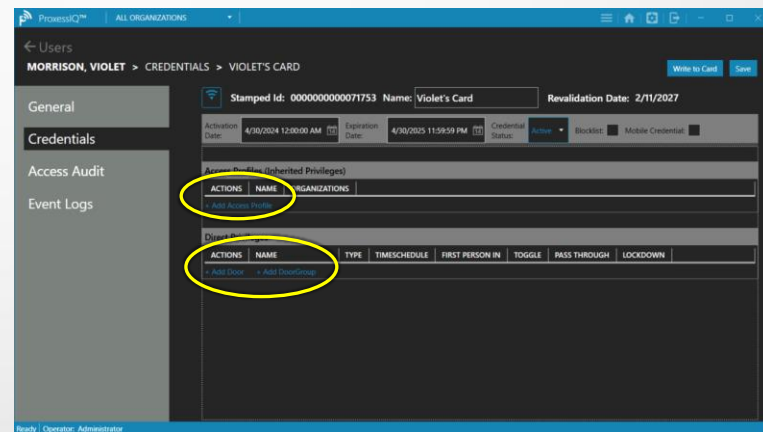 ProxessIQ™ ALL ORGANIZATIONS
Users
MORRISON, VIOLET > CREDENTIALS > VIOLET'S CARD
Write to Card Save
General
Credentials
Access Audit
Event Logs
Stamped Id: 0000000000071753 Name: Violet's Card Revalidation Date: 2/11/2027
Activation Date: 4/30/2024 12:00:00 AM Expiration Date: 4/30/2025 11:59:59 PM Credential Status: Active Blocklist: Mobile Credential:
Access Profiles (Inherited Privileges)
ACTIONS NAME ORGANIZATIONS
+ Add Access Profile
Direct Privileges
ACTIONS NAME TYPE TIMESCHEDULE FIRST PERSON IN TOGGLE PASS THROUGH LOCKDOWN
+ Add Door + Add DoorGroup
Ready Operator: Administrator